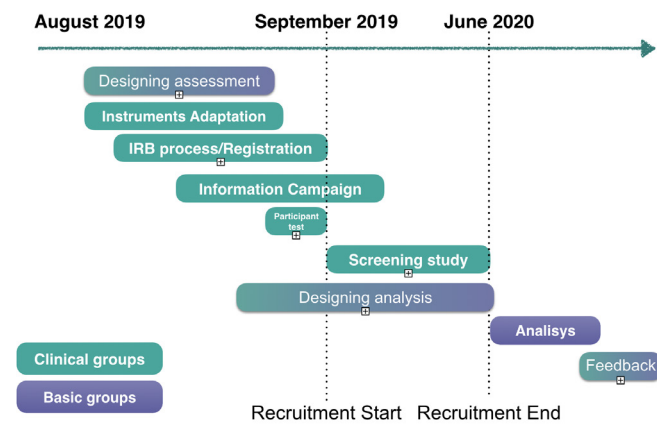 August 2019 September 2019 June 2020
Designing assessment
Instruments Adaptation
IRB process/Registration
Information Campaign
Participant
test
Screening study
Designing analysis
Analisys
Clinical groups
Feedback
Basic groups
Recruitment Start Recruitment End